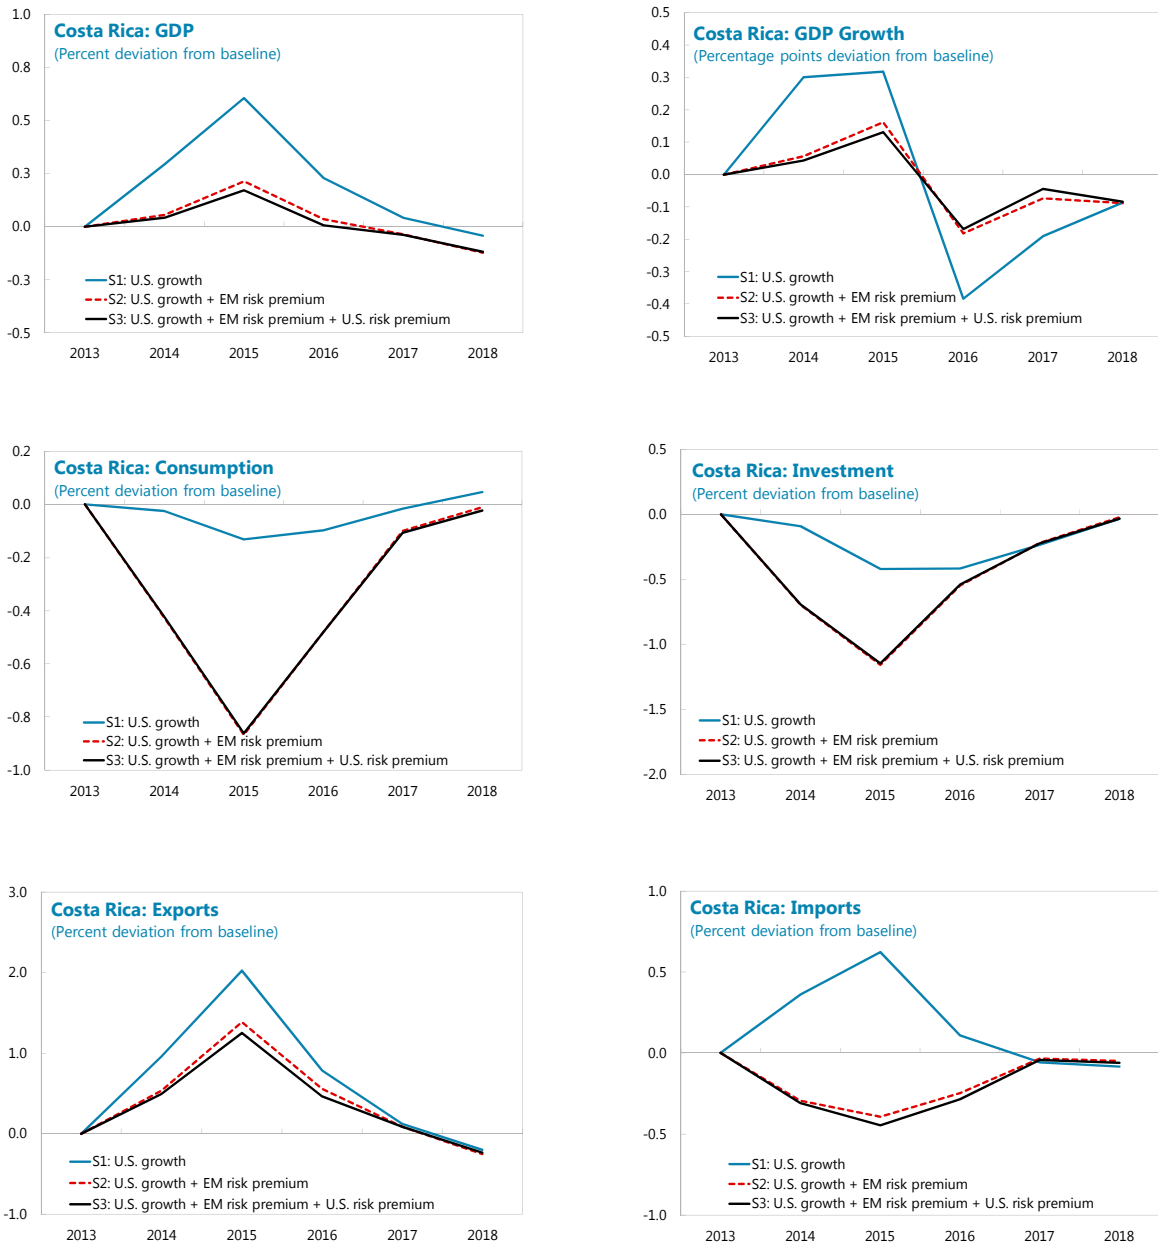 Costa Rica: GDP
(Percent deviation from baseline)
1.0
0.8
0.5
0.3
0.0
-0.3
-0.5
S1: U.S. growth
S2: U.S. growth + EM risk premium
S3: U.S. growth + EM risk premium + U.S. risk premium
2013 2014 2015 2016 2017 2018
Costa Rica: GDP Growth
(Percentage points deviation from baseline)
0.5
0.4
0.3
0.2
0.1
0.0
-0.1
-0.2
-0.3
-0.4
-0.5
S1: U.S. growth
S2: U.S. growth + EM risk premium
S3: U.S. growth + EM risk premium + U.S. risk premium
2013 2014 2015 2016 2017 2018
Costa Rica: Consumption
(Percent deviation from baseline)
0.2
0.0
-0.2
-0.4
-0.6
-0.8
-1.0
S1: U.S. growth
S2: U.S. growth + EM risk premium
S3: U.S. growth + EM risk premium + U.S. risk premium
2013 2014 2015 2016 2017 2018
Costa Rica: Investment
(Percent deviation from baseline)
0.5
0.0
-0.5
-1.0
-1.5
-2.0
S1: U.S. growth
S2: U.S. growth + EM risk premium
S3: U.S. growth + EM risk premium + U.S. risk premium
2013 2014 2015 2016 2017 2018
Costa Rica: Exports
(Percent deviation from baseline)
3.0
2.0
1.0
0.0
-1.0
S1: U.S. growth
S2: U.S. growth + EM risk premium
S3: U.S. growth + EM risk premium + U.S. risk premium
2013 2014 2015 2016 2017 2018
Costa Rica: Imports
(Percent deviation from baseline)
1.0
0.5
0.0
-0.5
-1.0
S1: U.S. growth
S2: U.S. growth + EM risk premium
S3: U.S. growth + EM risk premium + U.S. risk premium
2013 2014 2015 2016 2017 2018